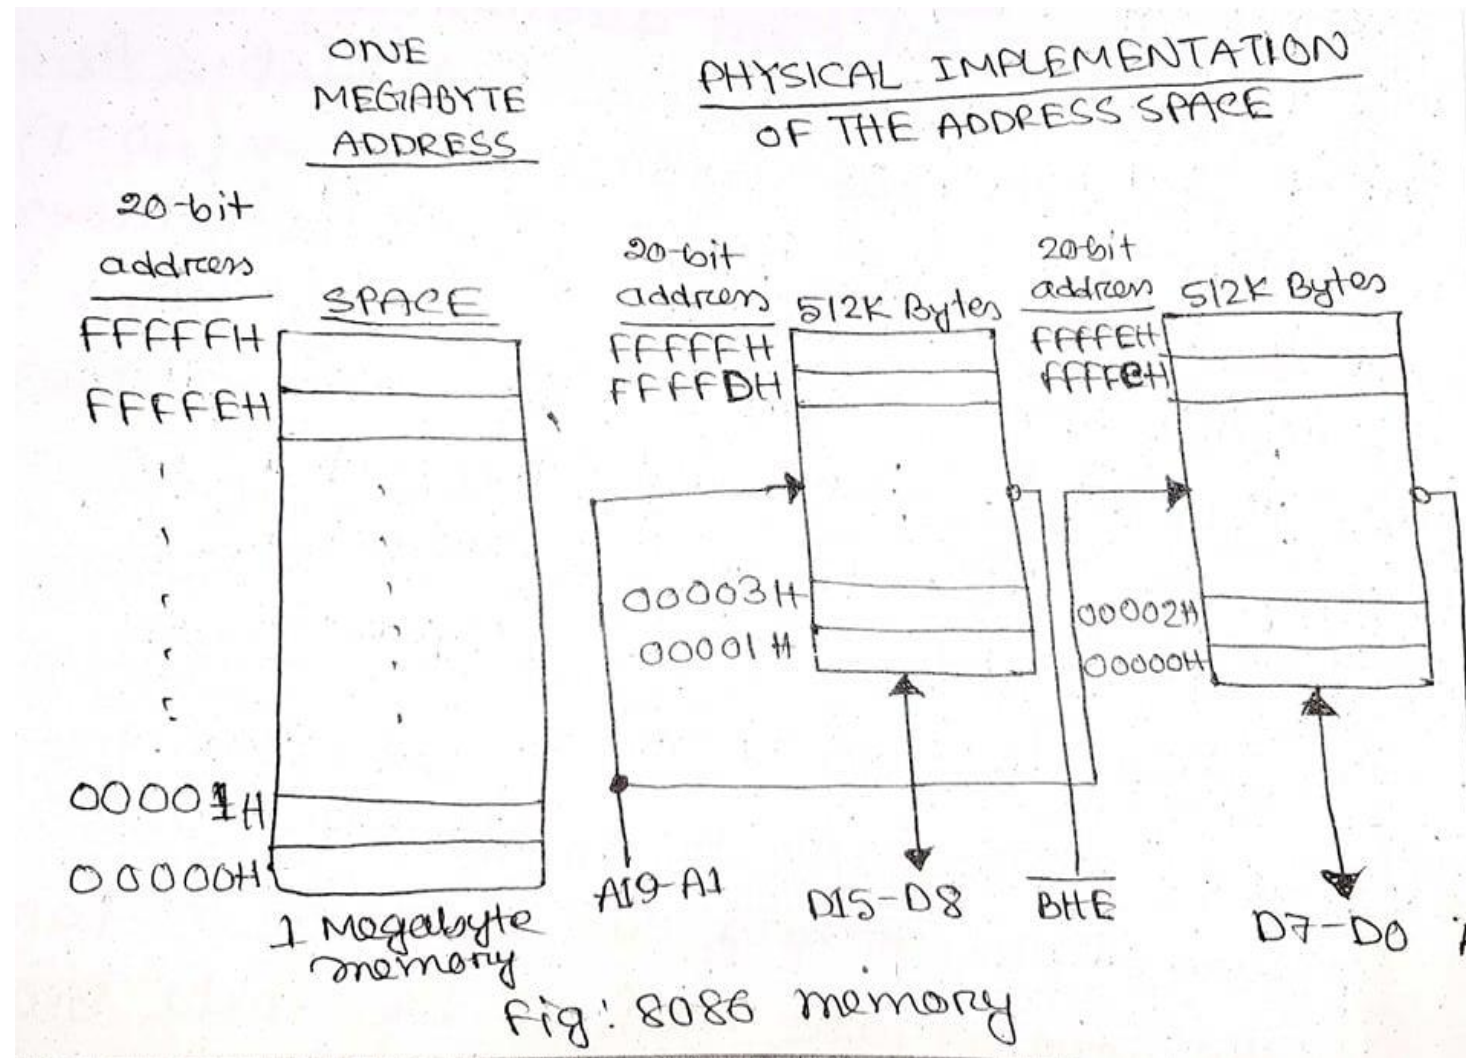 ONE
MEGABYTE
ADDRESS
PHYSICAL IMPLEMENTATION
OF THE ADDRESS SPACE
20-bit
address
SPACE
FFFFFH
FFFFEH
00001H
00000H
1 Megabyte
memory
20-bit
address
512K Bytes
FFFFFH
FFFFDH
00003H
00001H
20-bit
address
512K Bytes
FFFFEH
FFFFCH
00002H
00000H
A19-A1
D15-D8
BHE
D7-D0
Fig: 8086 memory